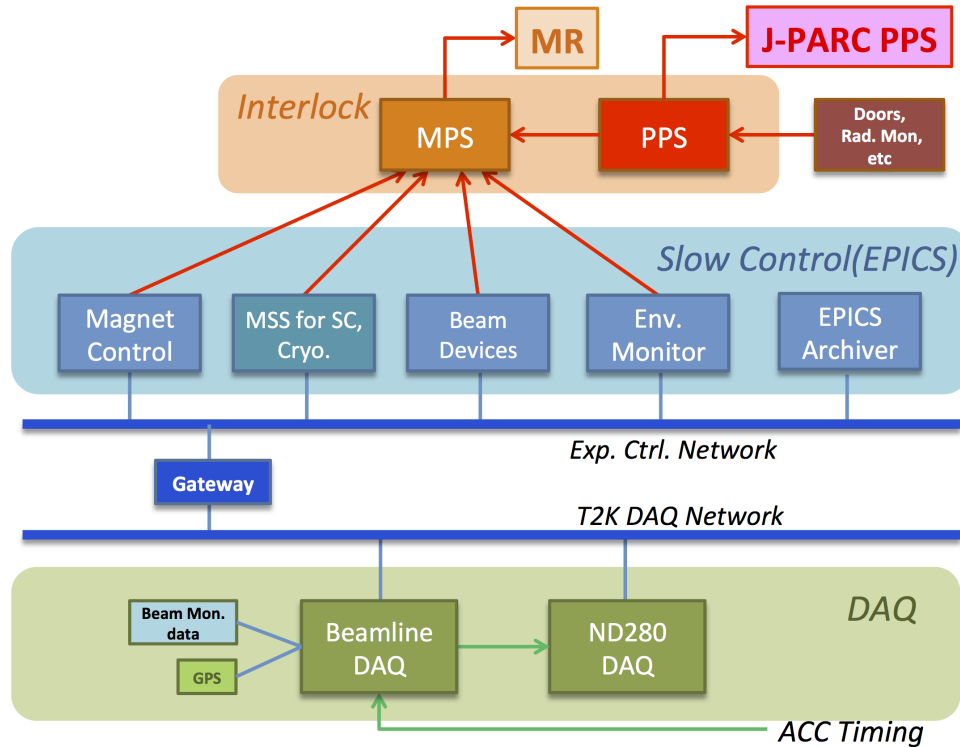 MR
J-PARC PPS
Interlock
MPS
PPS
Doors,
Rad. Mon,
etc
Slow Control(EPICS)
Magnet
Control
MSS for SC,
Cryo.
Beam
Devices
Env.
Monitor
EPICS
Archiver
Exp. Ctrl. Network
Gateway
T2K DAQ Network
DAQ
Beam Mon.
data
GPS
Beamline
DAQ
ND280
DAQ
ACC Timing